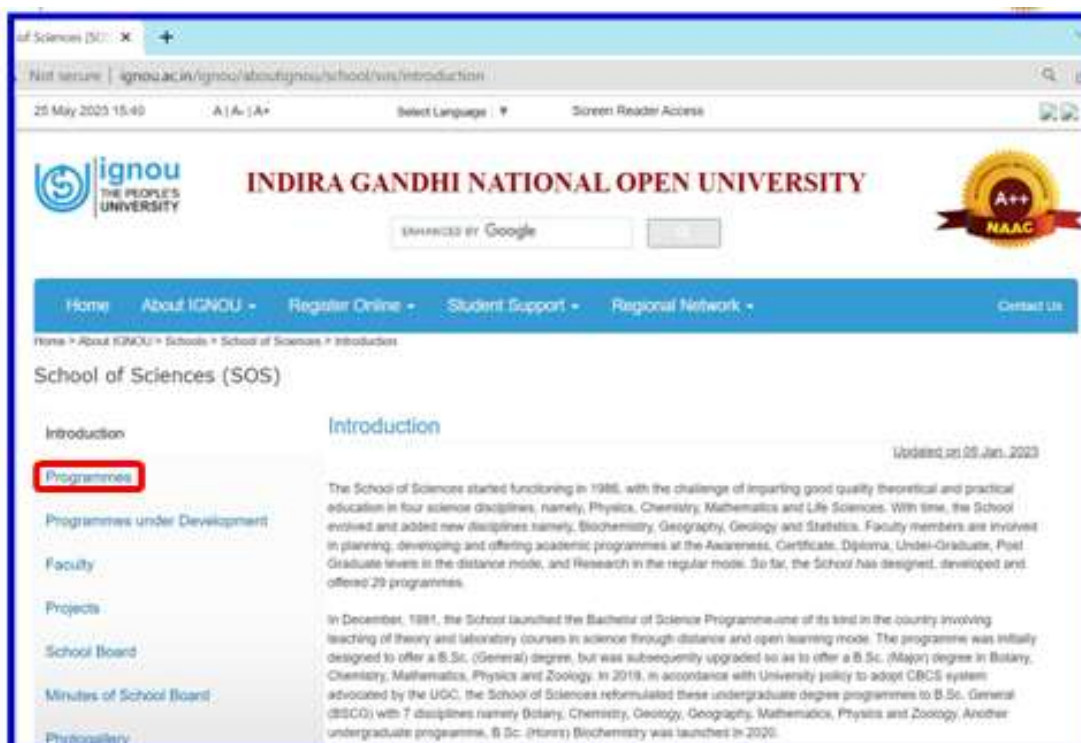 of Sciences (SO
Not secure | ignou.ac.in/ignou/aboutignou/school/sos/introduction
25 May 2023 15:40 A | A- | A+ Select Language ▼ Screen Reader Access
ignou
THE PEOPLE'S
UNIVERSITY
INDIRA GANDHI NATIONAL OPEN UNIVERSITY
ENHANCED BY Google
A++
NAAC
Home About IGNOU Register Online Student Support Regional Network Contact Us
Home > About IGNOU > Schools > School of Sciences > Introduction
School of Sciences (SOS)
Introduction
Programmes
Programmes under Development
Faculty
Projects
School Board
Minutes of School Board
Photogallery
Introduction
Updated on 05 Jan, 2023
The School of Sciences started functioning in 1986, with the challenge of imparting good quality theoretical and practical
education in four science disciplines, namely, Physics, Chemistry, Mathematics and Life Sciences. With time, the School
evolved and added new disciplines namely, Biochemistry, Geography, Geology and Statistics. Faculty members are involved
in planning, developing and offering academic programmes at the Awareness, Certificate, Diploma, Under-Graduate, Post
Graduate levels in the distance mode, and Research in the regular mode. So far, the School has designed, developed and
offered 29 programmes.
In December, 1991, the School launched the Bachelor of Science Programme-one of its kind in the country involving
teaching of theory and laboratory courses in science through distance and open learning mode. The programme was initially
designed to offer a B.Sc. (General) degree, but was subsequently upgraded so as to offer a B.Sc. (Major) degree in Botany,
Chemistry, Mathematics, Physics and Zoology. In 2019, in accordance with University policy to adopt CBCS system
advocated by the UGC, the School of Sciences reformulated these undergraduate degree programmes to B.Sc. General
(BSCG) with 7 disciplines namely Botany, Chemistry, Geology, Geography, Mathematics, Physics and Zoology. Another
undergraduate programme, B.Sc. (Honrs) Biochemistry was launched in 2020.